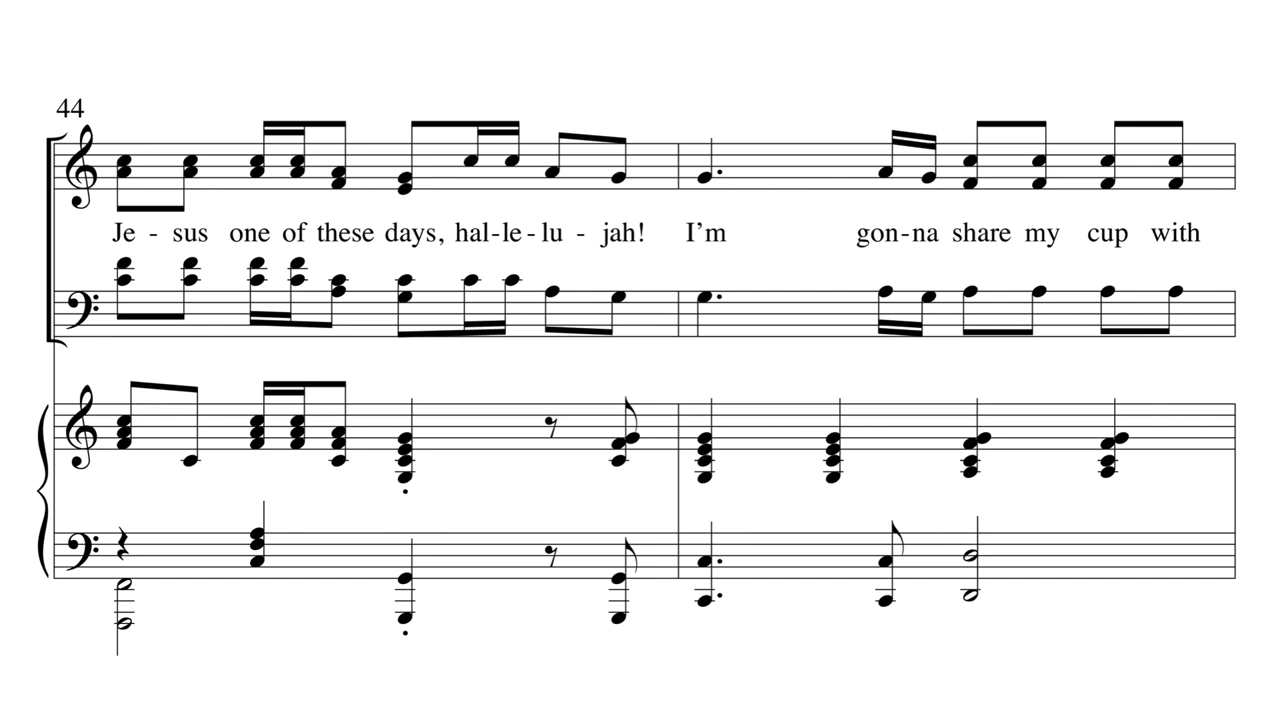 44
Je - sus one of these days, hal-le-lu - jah! I’m gon-na share my cup with